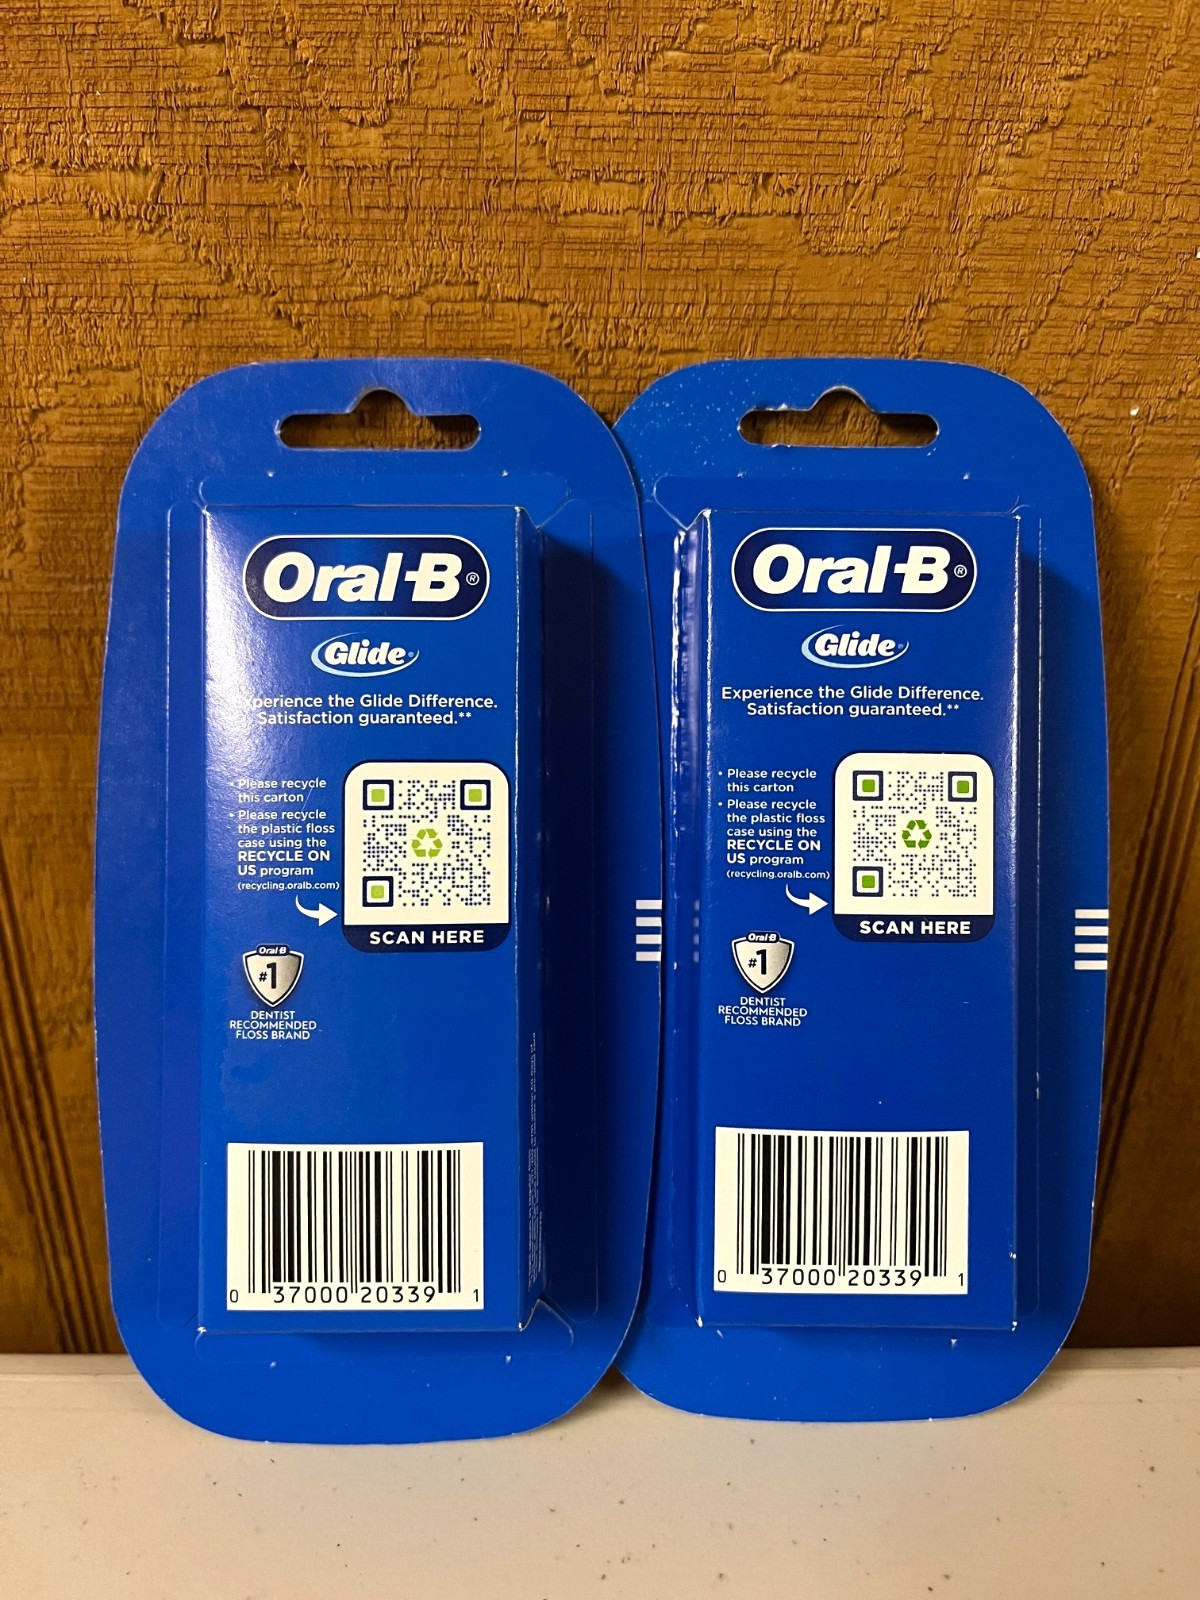 Oral-B®
Glide
Experience the Glide Difference.
Satisfaction guaranteed.**
• Please recycle
this carton
• Please recycle
the plastic floss
case using the
RECYCLE ON
US program
(recycling.oralb.com)
SCAN HERE
Oral-B
#1
DENTIST
RECOMMENDED
FLOSS BRAND
0 37000 20339 1
Oral-B®
Glide
Experience the Glide Difference.
Satisfaction guaranteed.**
• Please recycle
this carton
• Please recycle
the plastic floss
case using the
RECYCLE ON
US program
(recycling.oralb.com)
SCAN HERE
Oral-B
#1
DENTIST
RECOMMENDED
FLOSS BRAND
0 37000 20339 1